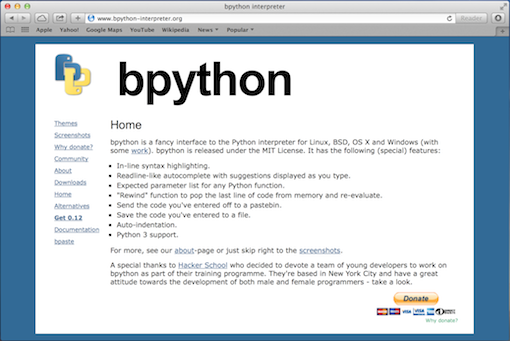 bpython interpreter
www.bpython-interpreter.org
Reader
Apple Yahoo! Google Maps YouTube Wikipedia News Popular
bpython
Themes
Screenshots
Why donate?
Community
About
Downloads
Home
Alternatives
Get 0.12
Documentation
bpaste
Home
bpython is a fancy interface to the Python interpreter for Linux, BSD, OS X and Windows (with
some work). bpython is released under the MIT License. It has the following (special) features:
In-line syntax highlighting.
Readline-like autocomplete with suggestions displayed as you type.
Expected parameter list for any Python function.
"Rewind" function to pop the last line of code from memory and re-evaluate.
Send the code you've entered off to a pastebin.
Save the code you've entered to a file.
Auto-indentation.
Python 3 support.
For more, see our about-page or just skip right to the screenshots.
A special thanks to Hacker School who decided to devote a team of young developers to work on
bpython as part of their training programme. They're based in New York City and have a great
attitude towards the development of both male and female programmers - take a look.
Donate
VISA VISA
Why donate?